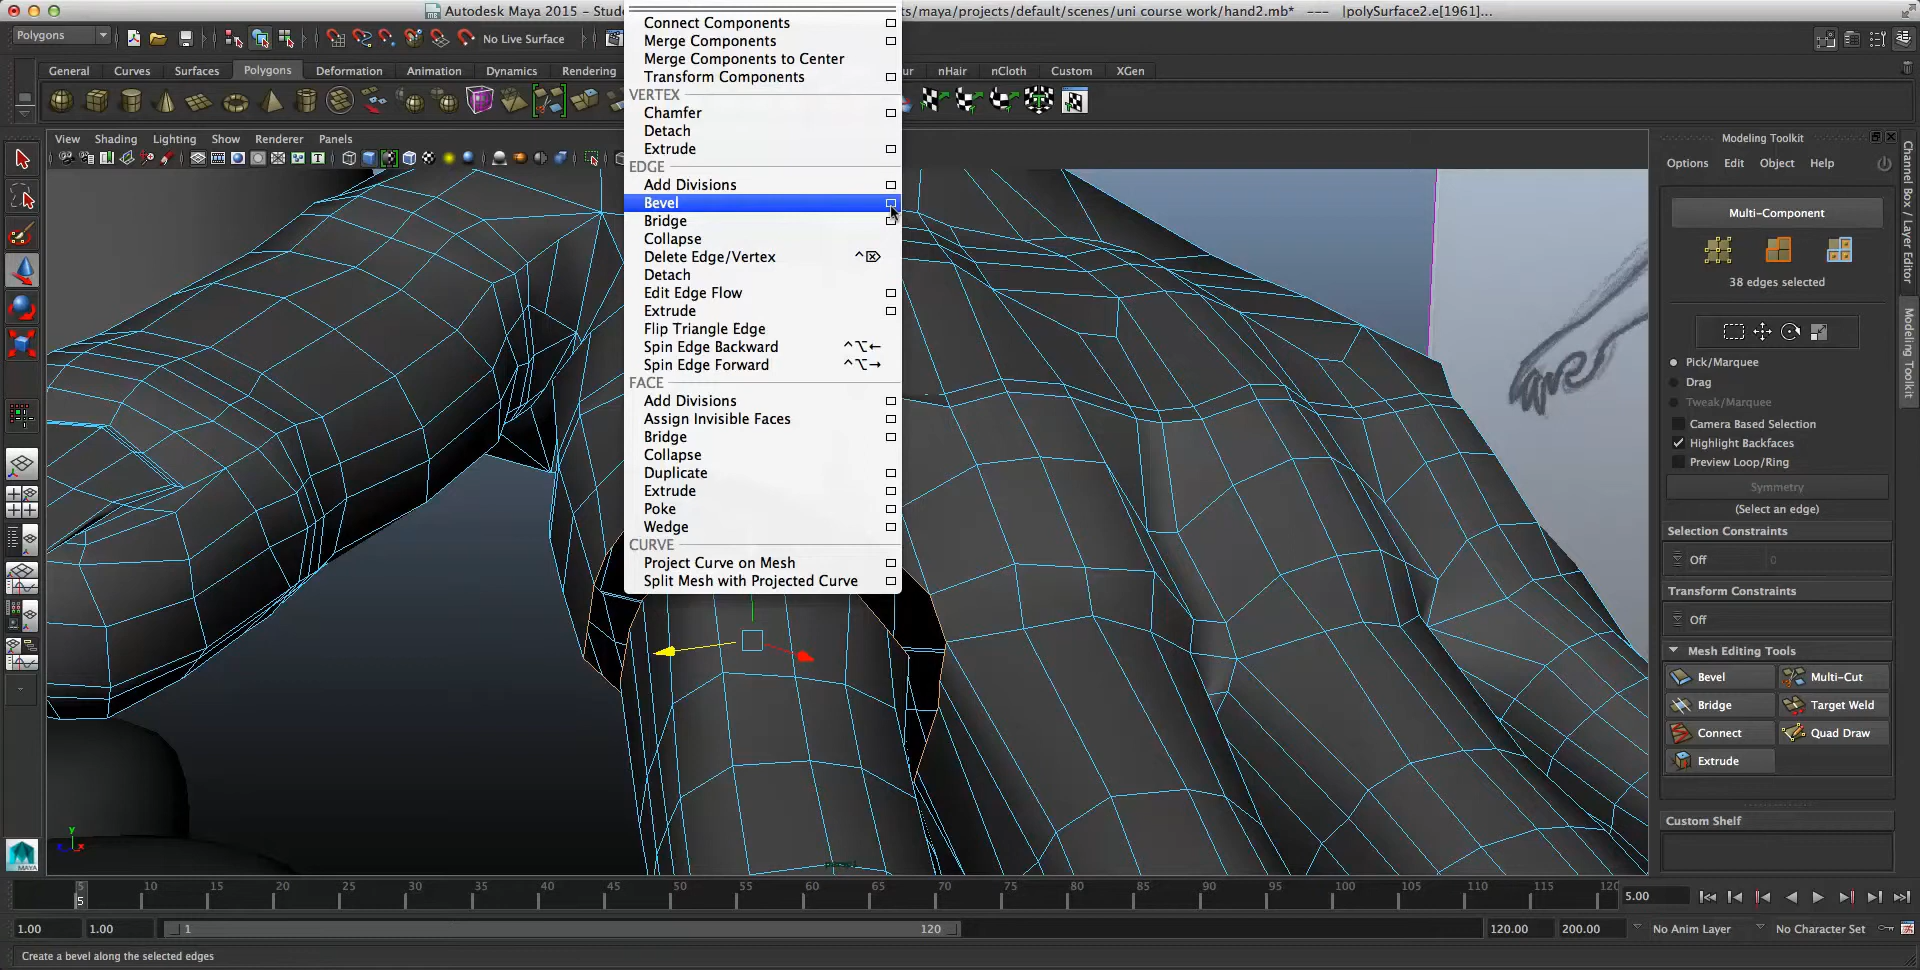 Autodesk Maya 2015 - Stude
ts/maya/projects/default/scenes/uni course work/hand2.mb* --- |polySurface2.e[1961]...
Polygons
No Live Surface
General Curves Surfaces Polygons Deformation Animation Dynamics Rendering
ur nHair nCloth Custom XGen
View Shading Lighting Show Renderer Panels
Connect Components
Merge Components
Merge Components to Center
Transform Components
VERTEX
Chamfer
Detach
Extrude
EDGE
Add Divisions
Bevel
Bridge
Collapse
Delete Edge/Vertex ^⌦
Detach
Edit Edge Flow
Extrude
Flip Triangle Edge
Spin Edge Backward ^⌥←
Spin Edge Forward ^⌥→
FACE
Add Divisions
Assign Invisible Faces
Bridge
Collapse
Duplicate
Extrude
Poke
Wedge
CURVE
Project Curve on Mesh
Split Mesh with Projected Curve
Modeling Toolkit
Options Edit Object Help
Multi-Component
38 edges selected
Pick/Marquee
Drag
Tweak/Marquee
Camera Based Selection
Highlight Backfaces
Preview Loop/Ring
Symmetry
(Select an edge)
Selection Constraints
Off 0
Transform Constraints
Off
Mesh Editing Tools
Bevel Multi-Cut
Bridge Target Weld
Connect Quad Draw
Extrude
Custom Shelf
Channel Box / Layer Editor
Modeling Toolkit
y
x
MAYA
5 10 15 20 25 30 35 40 45 50 55 60 65 70 75 80 85 90 95 100 105 110 115 120
5
5.00
1.00 1.00 1 120 120.00 200.00 No Anim Layer No Character Set
Create a bevel along the selected edges